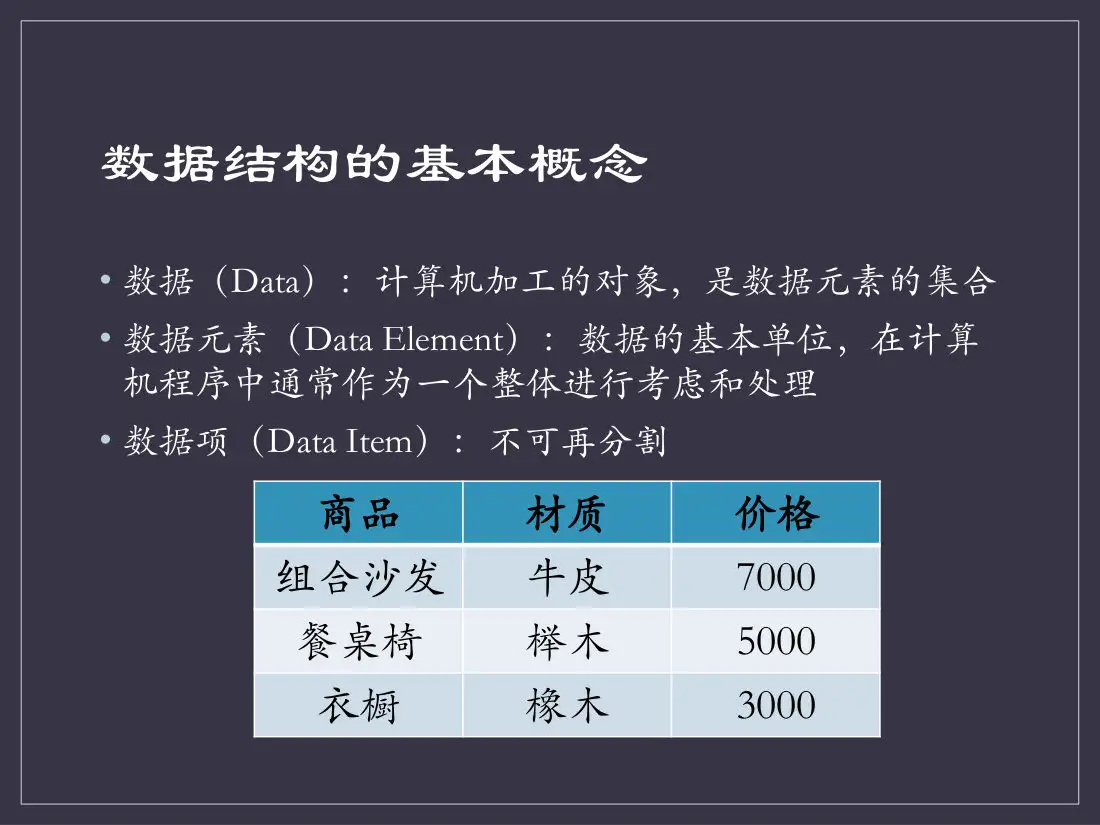 数据结构的基本概念
• 数据（Data）：计算机加工的对象，是数据元素的集合
• 数据元素（Data Element）：数据的基本单位，在计算
机程序中通常作为一个整体进行考虑和处理
• 数据项（Data Item）：不可再分割
商品 材质 价格
组合沙发 牛皮 7000
餐桌椅 榉木 5000
衣橱 橡木 3000